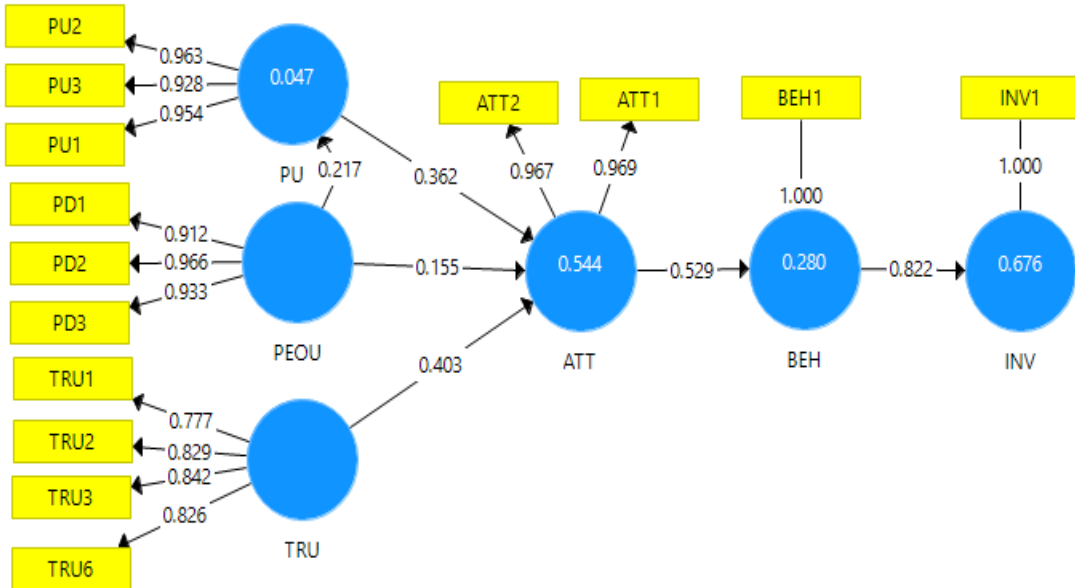 PU2
0.963
PU3
0.928
PU1
0.954
0.047
PU
0.217
0.362
PD1
0.912
PD2
0.966
PD3
0.933
PEOU
0.155
TRU1
0.777
TRU2
0.829
TRU3
0.842
TRU6
0.826
TRU
0.403
ATT2
0.967
ATT1
0.969
0.544
ATT
0.529
BEH1
1.000
0.280
BEH
0.822
INV1
1.000
0.676
INV